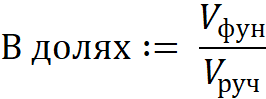 В долях := V_фун / V_руч